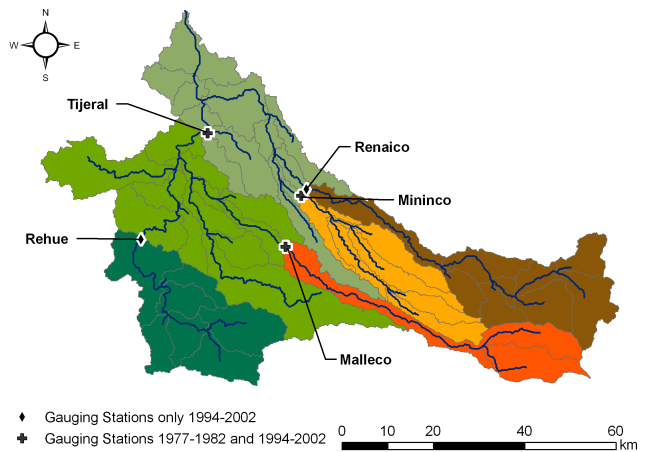 N
W E
S
Tijeral
Renaico
Mininco
Rehue
Malleco
Gauging Stations only 1994-2002
Gauging Stations 1977-1982 and 1994-2002
0 10 20 40 60
km